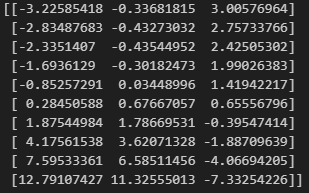 [[-3.22585418 -0.33681815 3.00576964]
[-2.83487683 -0.43273032 2.75733766]
[-2.3351407 -0.43544952 2.42505302]
[-1.6936129 -0.30182473 1.99026383]
[-0.85257291 0.03448996 1.41942217]
[ 0.28450588 0.67667057 0.65556796]
[ 1.87544984 1.78669531 -0.39547414]
[ 4.17561538 3.62071328 -1.88709639]
[ 7.59533361 6.58511456 -4.06694205]
[12.79107427 11.32555013 -7.33254226]]